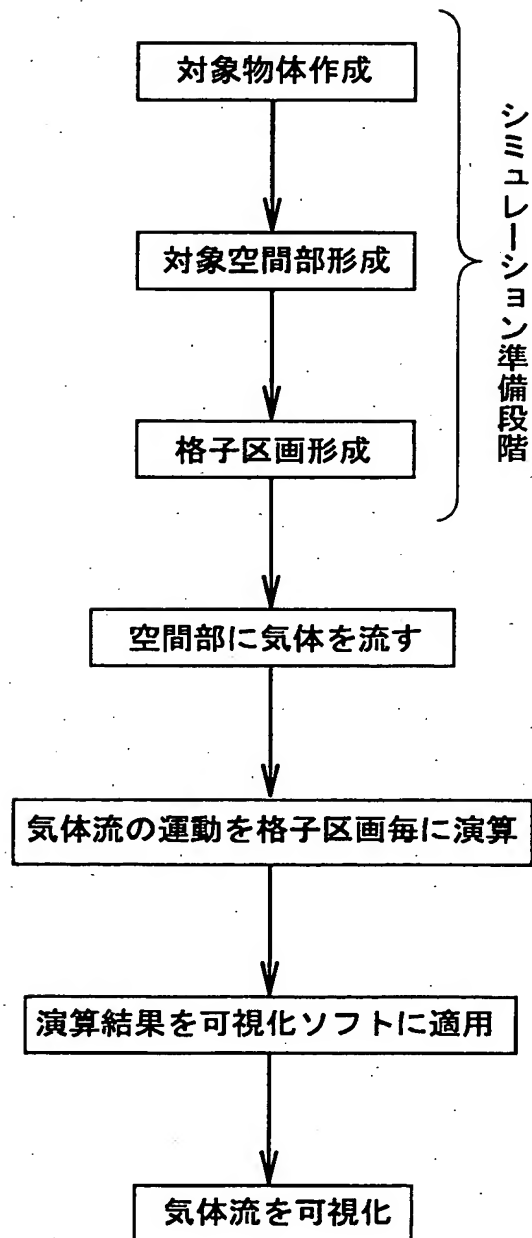 対象物体作成
対象空間部形成
格子区画形成
シミュレーション準備段階
空間部に気体を流す
気体流の運動を格子区画毎に演算
演算結果を可視化ソフトに適用
気体流を可視化